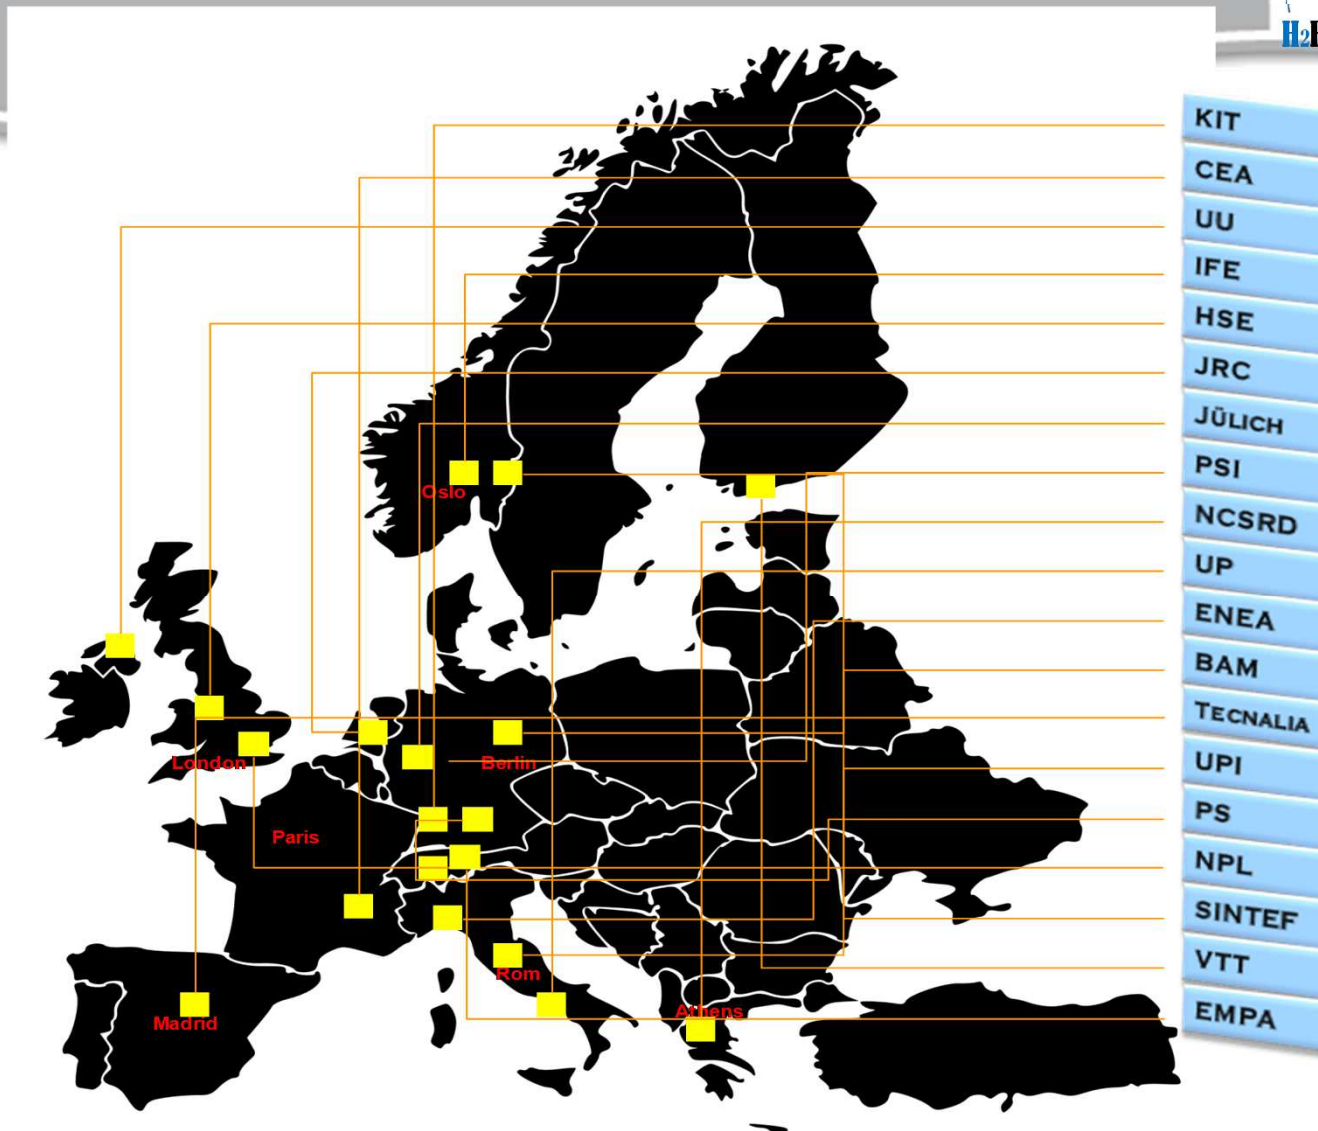 KIT
CEA
UU
IFE
HSE
JRC
JÜLICH
PSI
NCSRD
UP
ENEA
BAM
TECNALIA
UPI
PS
NPL
SINTEF
VTT
EMPA
Oslo
London
Berlin
Paris
Rom
Madrid
Athens